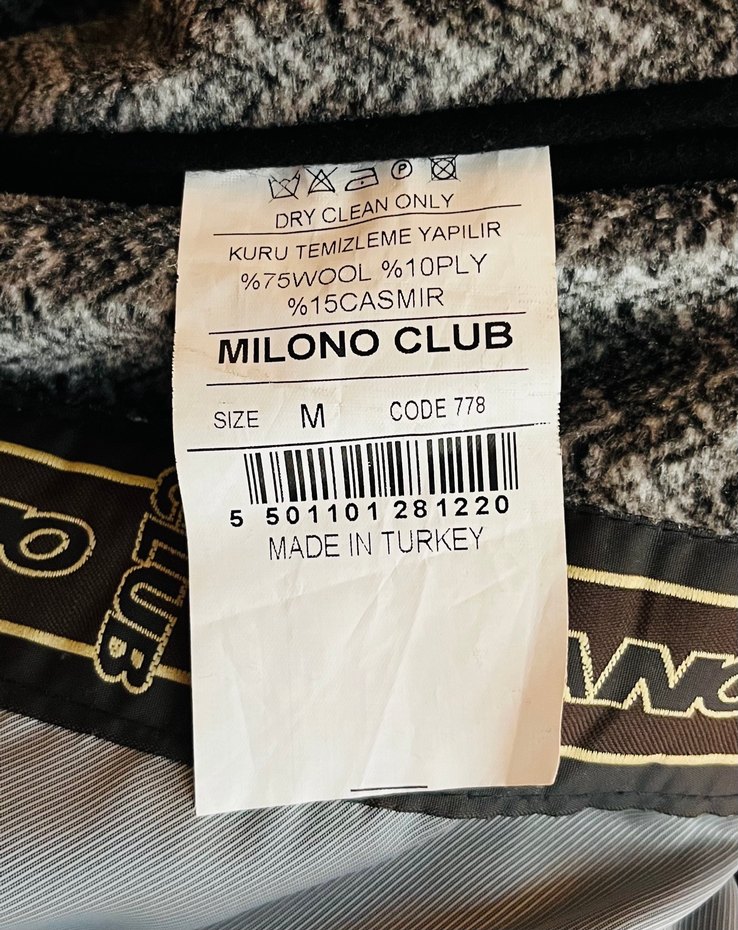 DRY CLEAN ONLY
KURU TEMIZLEME YAPILIR
%75WOOL %10PLY
%15CASMIR
MILONO CLUB
SIZE M CODE 778
5 501101 281220
MADE IN TURKEY
CLUB